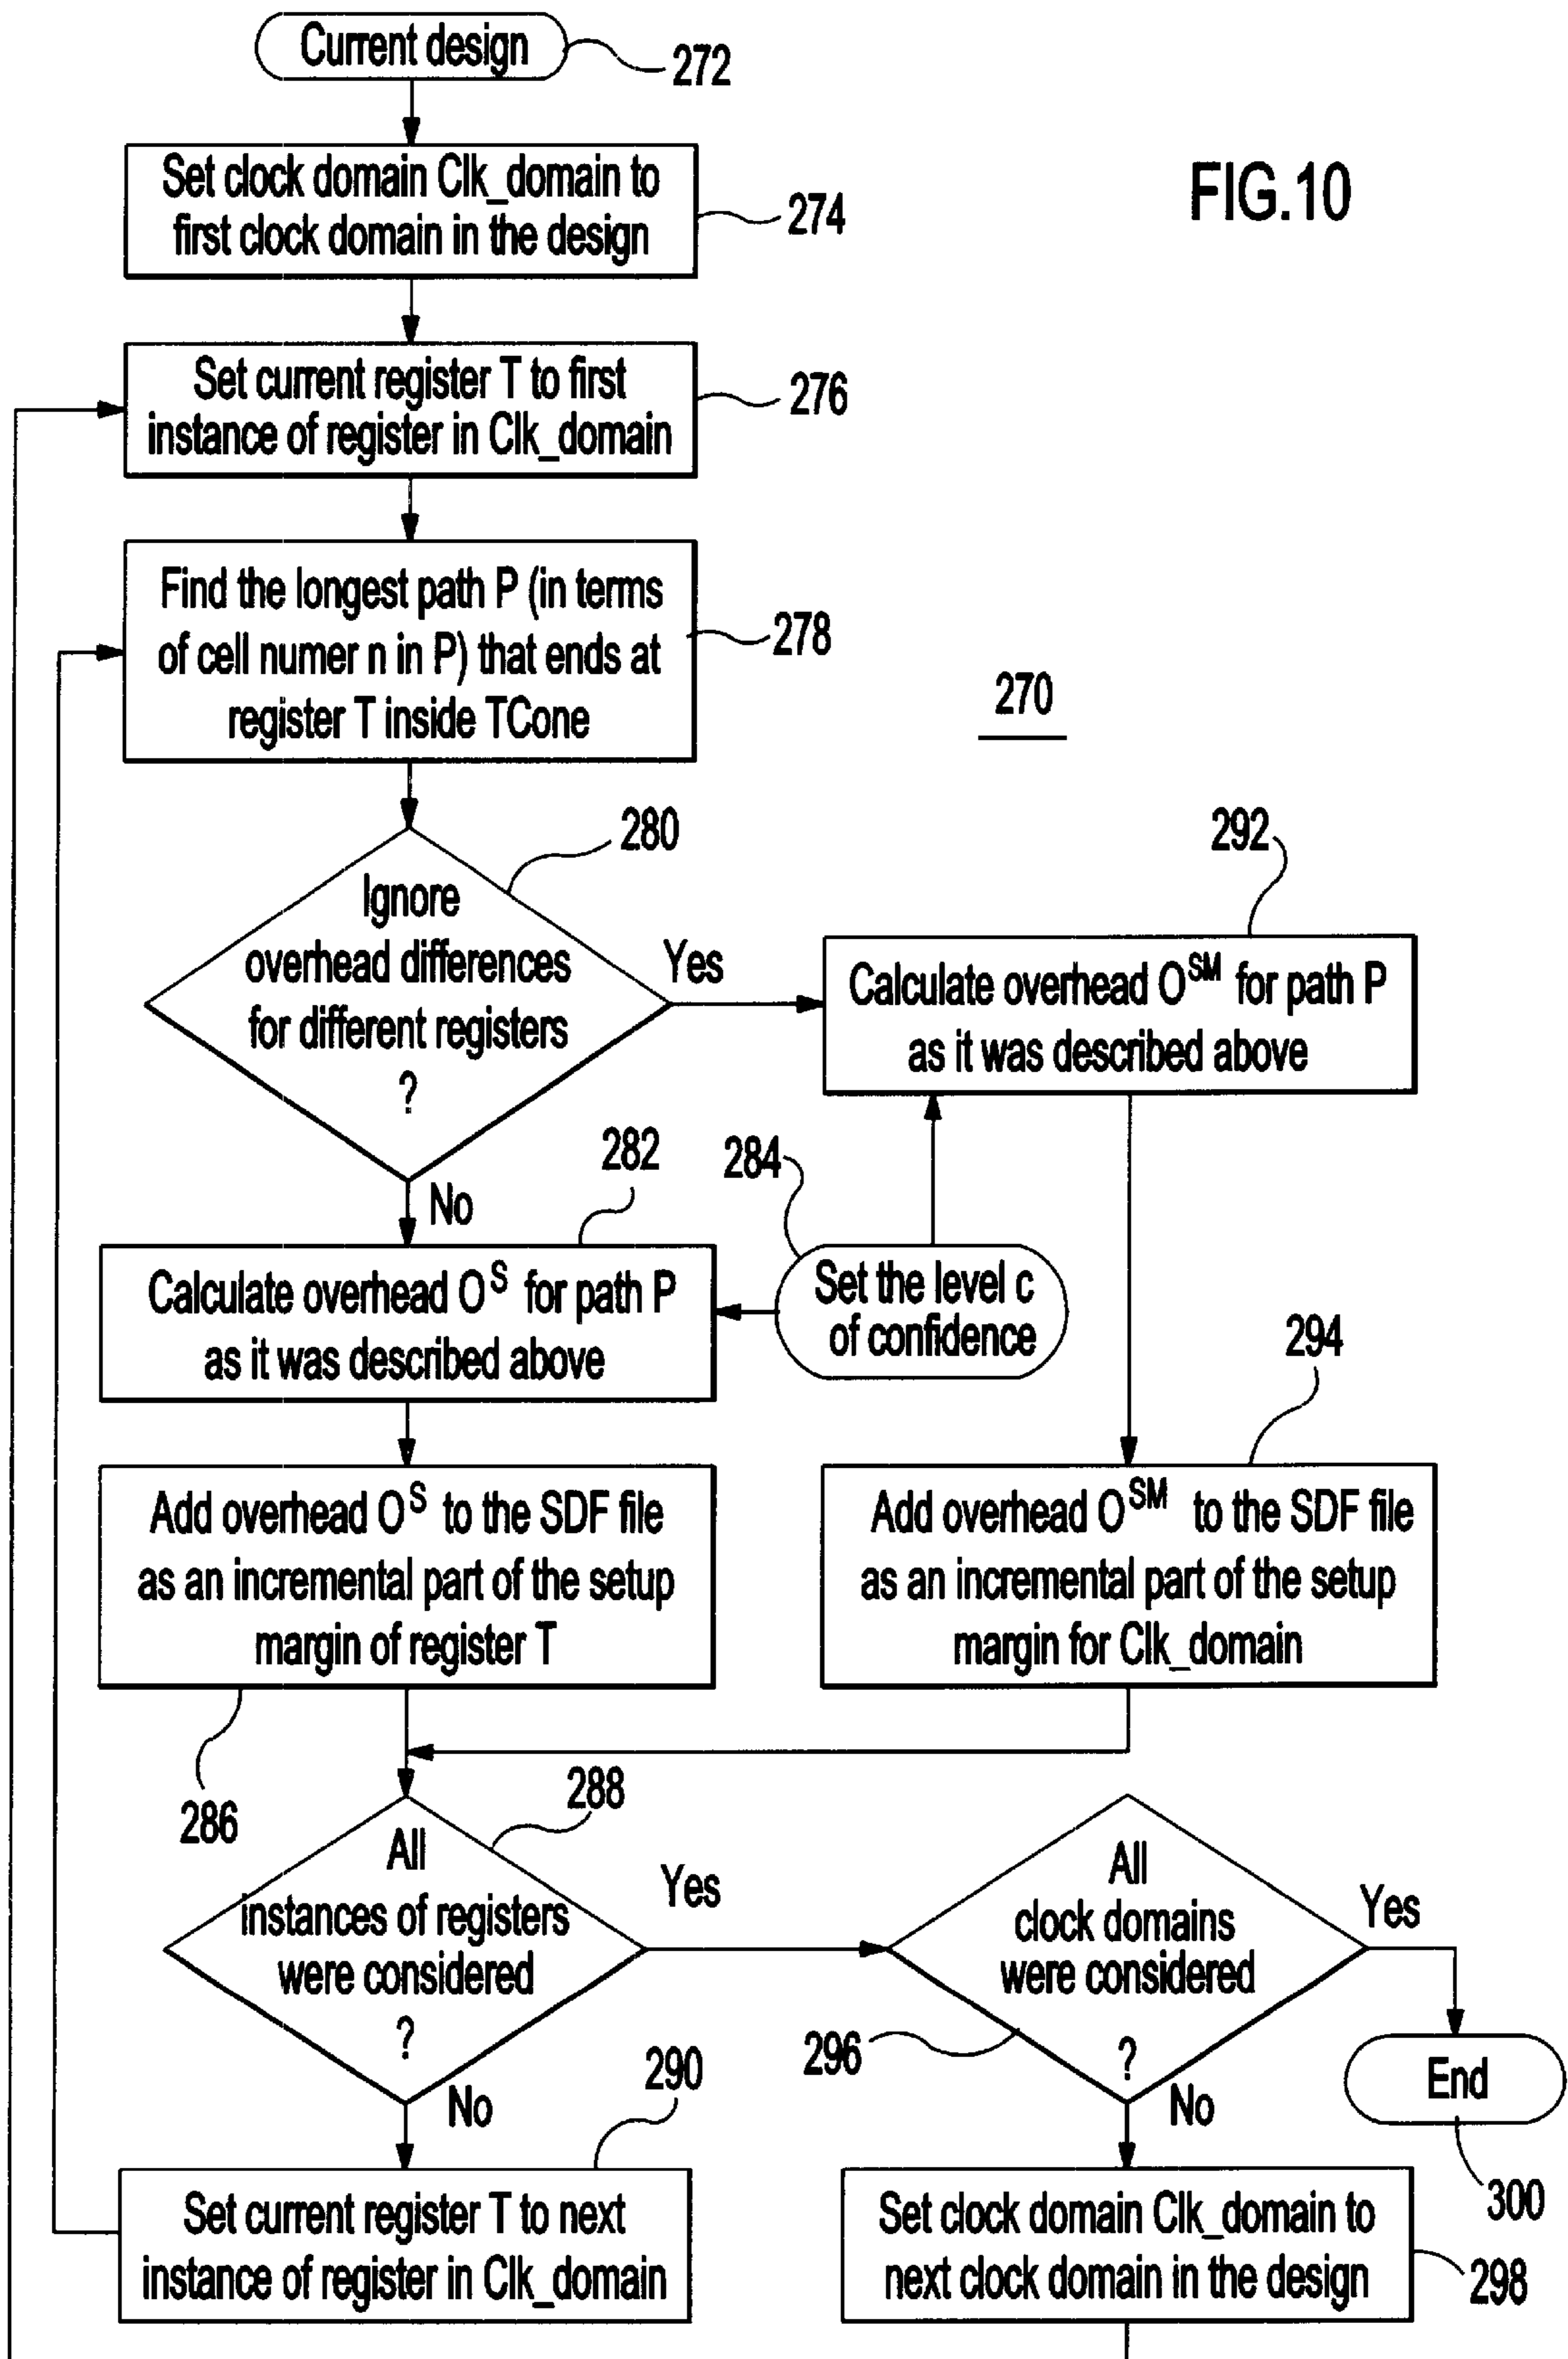 Current design
272
FIG.10
Set clock domain Clk_domain to
first clock domain in the design
274
Set current register T to first
instance of register in Clk_domain
276
Find the longest path P (in terms
of cell numer n in P) that ends at
register T inside TCone
278
270
280
Ignore
overhead differences
for different registers
?
Yes
No
292
Calculate overhead O^SM for path P
as it was described above
282
Calculate overhead O^S for path P
as it was described above
284
Set the level c
of confidence
294
Add overhead O^S to the SDF file
as an incremental part of the setup
margin of register T
286
Add overhead O^SM to the SDF file
as an incremental part of the setup
margin for Clk_domain
288
All
instances of registers
were considered
?
Yes
No
All
clock domains
were considered
?
296
Yes
No
End
300
290
Set current register T to next
instance of register in Clk_domain
Set clock domain Clk_domain to
next clock domain in the design
298